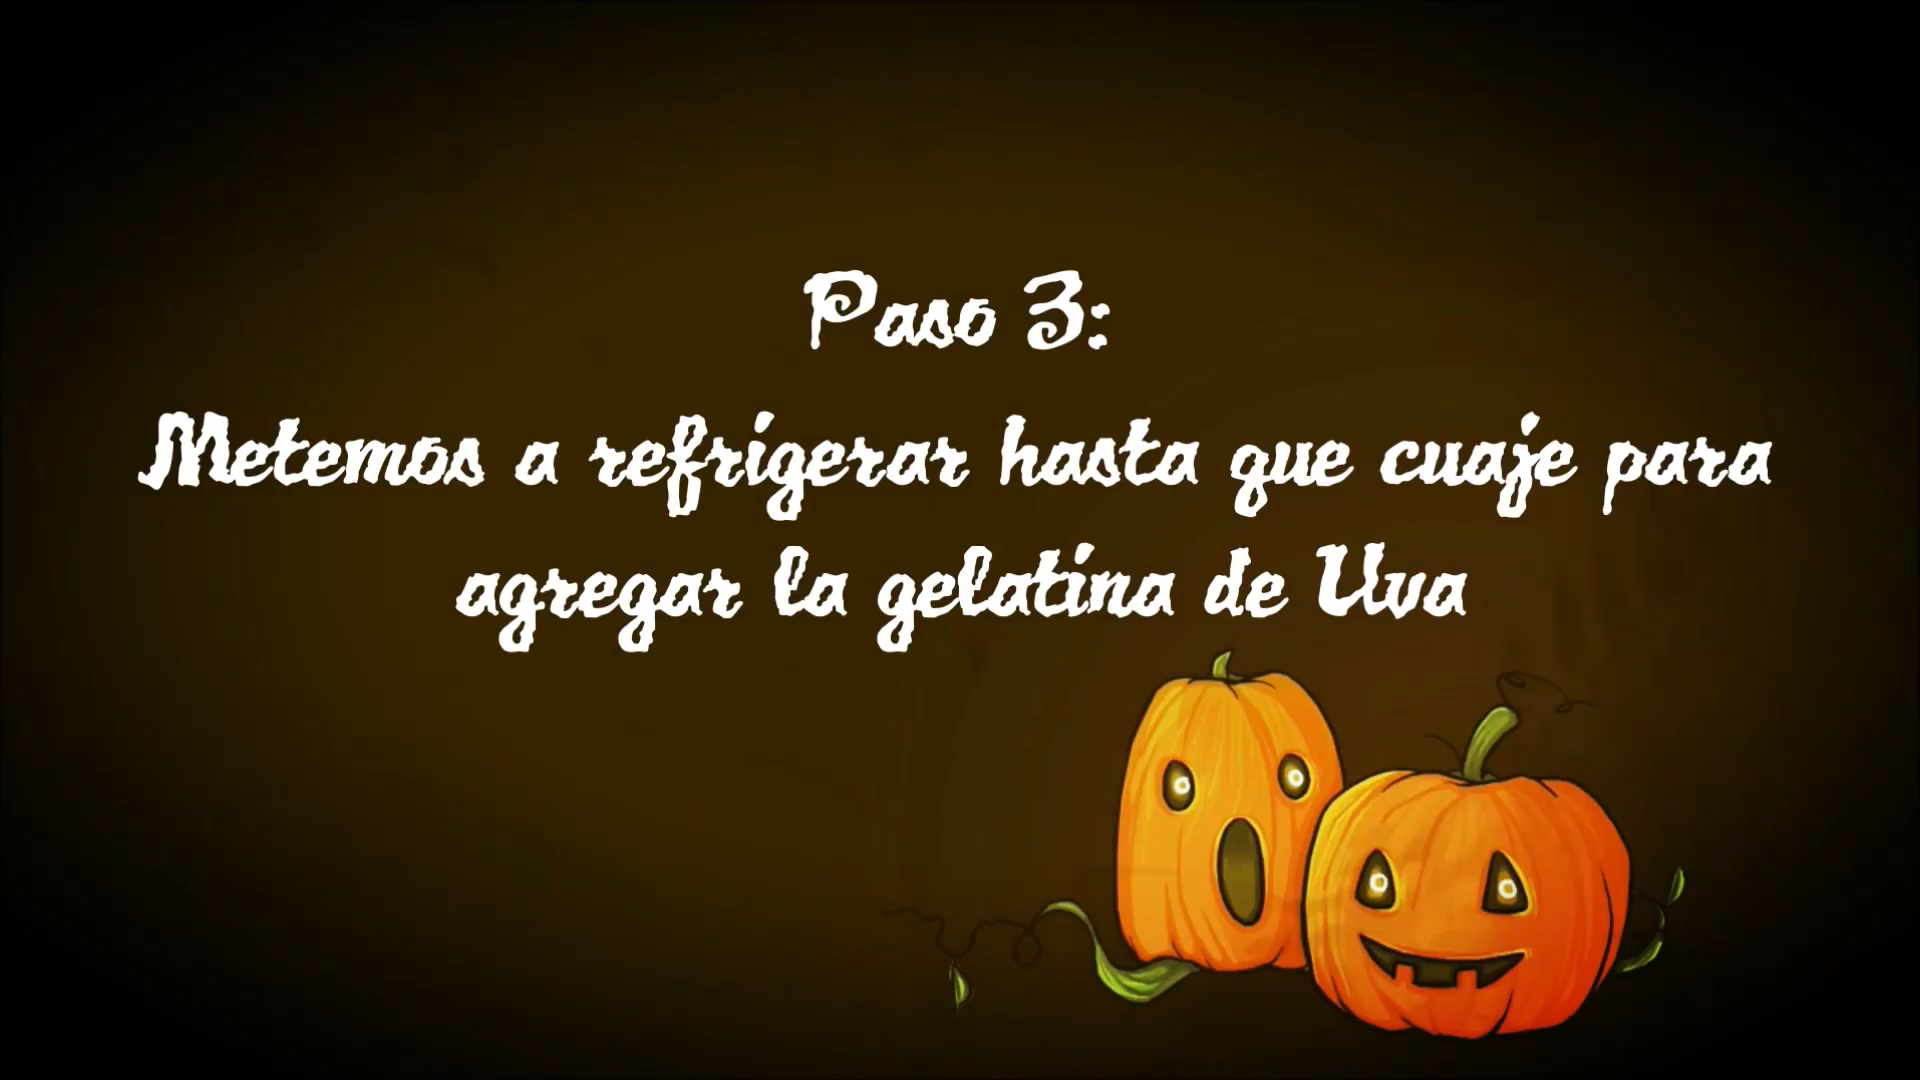 Paso 3:
Metemos a refrigerar hasta que cuaje para
agregar la gelatina de Uva